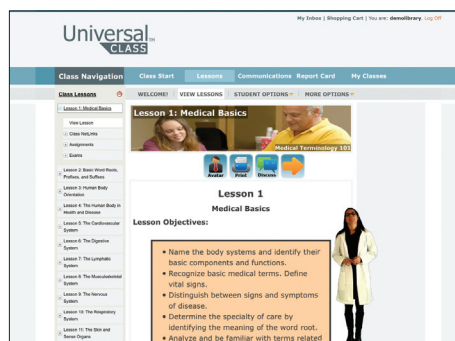 My Inbox | Shopping Cart | You are: demolibrary. Log Off
Universal TM
CLASS
Class Navigation
Class Start
Lessons
Communications
Report Card
My Classes
Class Lessons
WELCOME!
VIEW LESSONS
STUDENT OPTIONS
MORE OPTIONS
Lesson 1: Medical Basics
View Lesson
Class NetLinks
Assignments
Exams
Lesson 2: Basic Word Roots,
Prefixes, and Suffixes
Lesson 3: Human Body
Orientation
Lesson 4: The Human Body in
Health and Disease
Lesson 5: The Cardiovascular
System
Lesson 6: The Digestive
System
Lesson 7: The Lymphatic
System
Lesson 8: The Musculoskeletal
System
Lesson 9: The Nervous
System
Lesson 10: The Respiratory
System
Lesson 11: The Skin and
Sense Organs
Lesson 1: Medical Basics
Medical Terminology 101
Avatar
Print
Discuss
Lesson 1
Medical Basics
Lesson Objectives:
• Name the body systems and identify their
basic components and functions.
• Recognize basic medical terms. Define
vital signs.
• Distinguish between signs and symptoms
of disease.
• Determine the specialty of care by
identifying the meaning of the word root.
• Analyze and be familiar with terms related